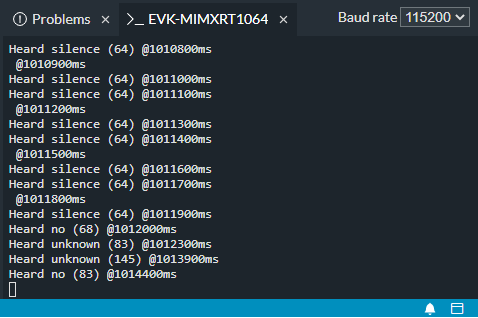 Problems × >_ EVK-MIMXRT1064 × Baud rate 115200
Heard silence (64) @1010800ms
@1010900ms
Heard silence (64) @1011000ms
Heard silence (64) @1011100ms
@1011200ms
Heard silence (64) @1011300ms
Heard silence (64) @1011400ms
@1011500ms
Heard silence (64) @1011600ms
Heard silence (64) @1011700ms
@1011800ms
Heard silence (64) @1011900ms
Heard no (68) @1012000ms
Heard unknown (83) @1012300ms
Heard unknown (145) @1013900ms
Heard no (83) @1014400ms